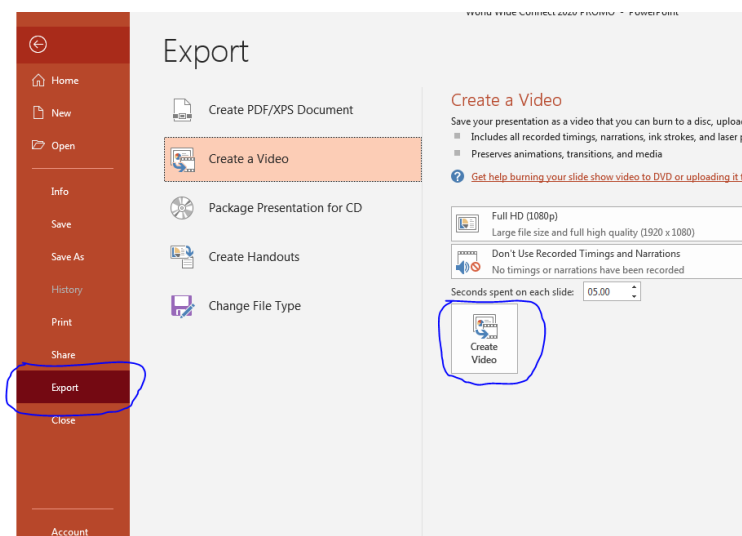 World Wide Connect 2020 PROMO - PowerPoint
Export
Home
New
Open
Info
Save
Save As
History
Print
Share
Export
Close
Account
Create PDF/XPS Document
Create a Video
Package Presentation for CD
Create Handouts
Change File Type
Create a Video
Save your presentation as a video that you can burn to a disc,
Includes all recorded timings, narrations, ink strokes, and laser
Preserves animations, transitions, and media
Get help burning your slide show video to DVD or uploading it
Full HD (1080p)
Large file size and full high quality (1920 x 1080)
Don't Use Recorded Timings and Narrations
No timings or narrations have been recorded
Seconds spent on each slide: 05.00
Create
Video